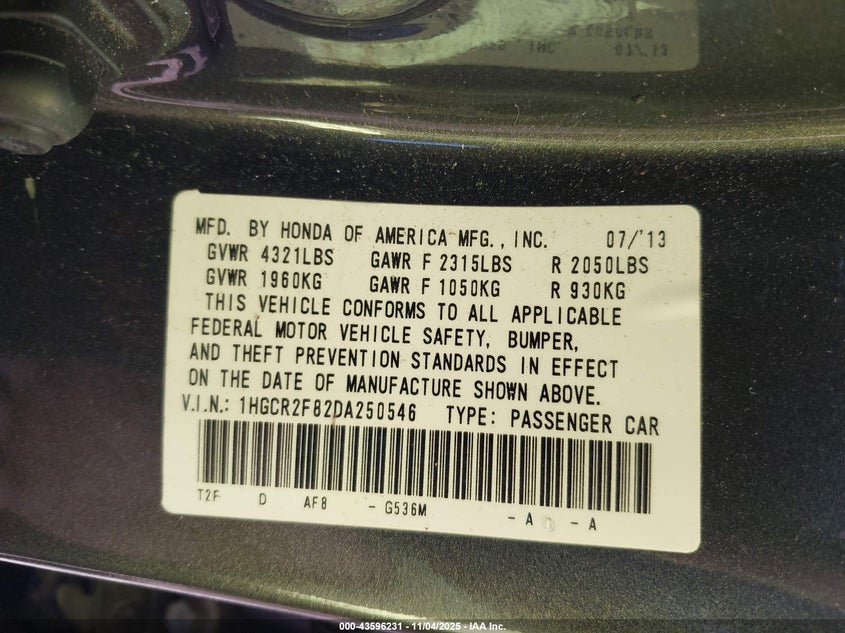 07/'13
MFD. BY HONDA OF AMERICA MFG., INC. 07/'13
GVWR 4321LBS GAWR F 2315LBS R 2050LBS
GVWR 1960KG GAWR F 1050KG R 930KG
THIS VEHICLE CONFORMS TO ALL APPLICABLE
FEDERAL MOTOR VEHICLE SAFETY, BUMPER,
AND THEFT PREVENTION STANDARDS IN EFFECT
ON THE DATE OF MANUFACTURE SHOWN ABOVE.
V.I.N.: 1HGCR2F82DA250546 TYPE: PASSENGER CAR
T2F D AF8 - G536M - A - A
000-43596231 - 11/04/2025 - IAA Inc.